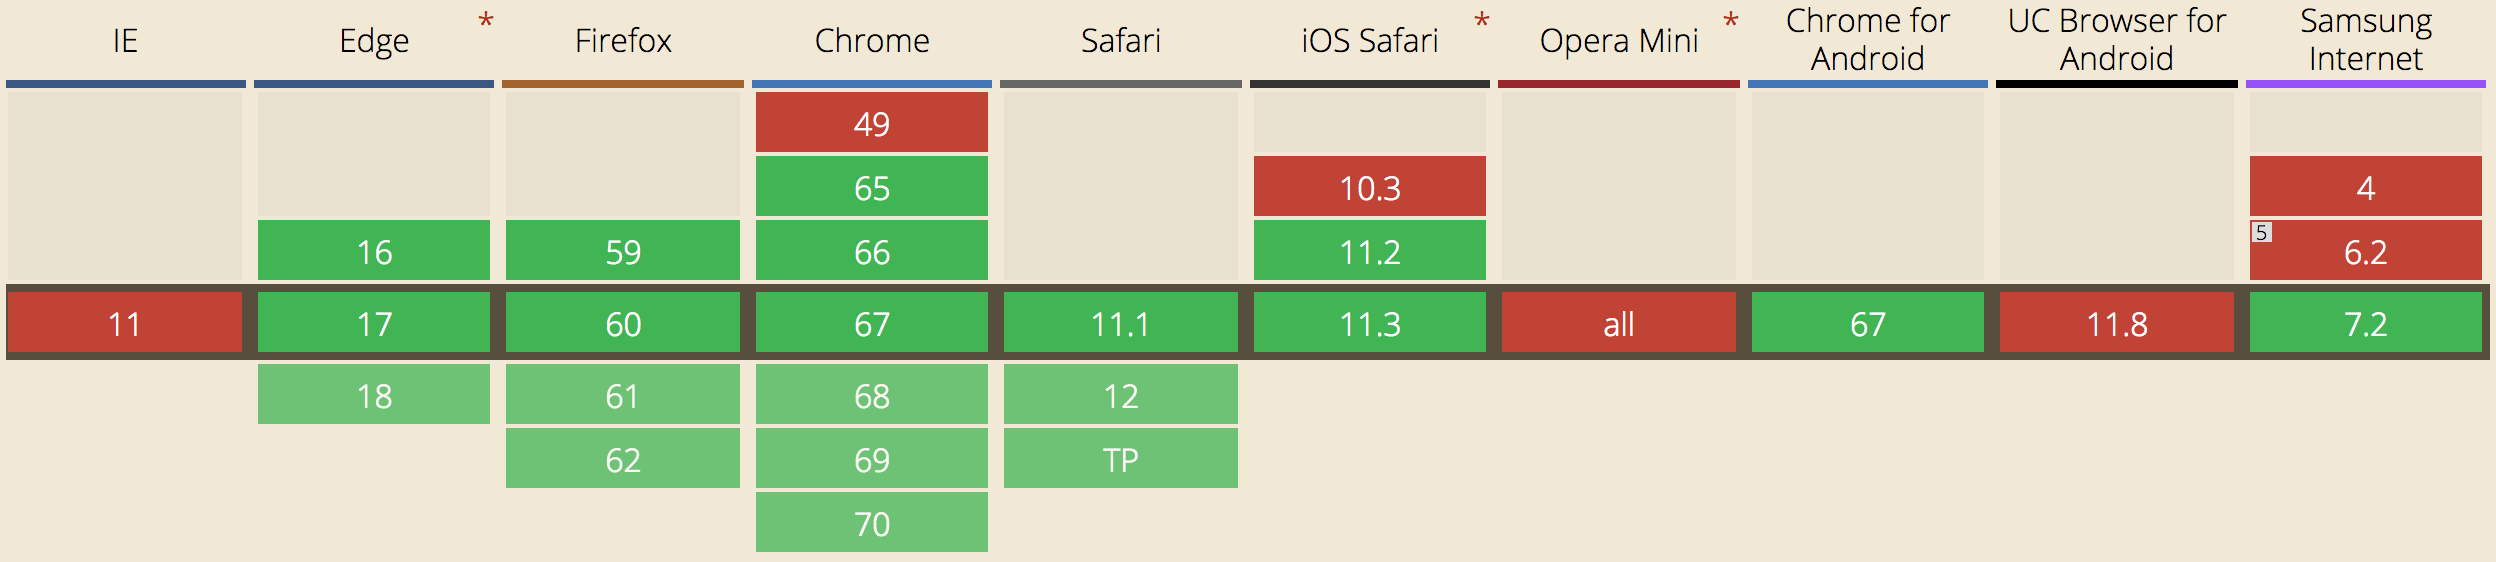 IE Edge * Firefox Chrome Safari iOS Safari * Opera Mini * Chrome for Android UC Browser for Android Samsung Internet
49
65 10.3 4
16 59 66 11.2 5 6.2
11 17 60 67 11.1 11.3 all 67 11.8 7.2
18 61 68 12
62 69 TP
70